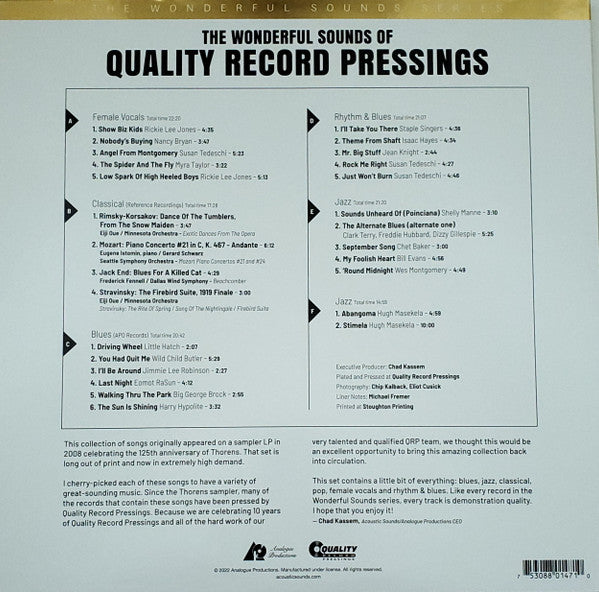 THE WONDERFUL SOUNDS SERIES
THE WONDERFUL SOUNDS OF
QUALITY RECORD PRESSINGS
A
Female Vocals Total time 22:20
1. Show Biz Kids Rickie Lee Jones - 4:35
2. Nobody's Buying Nancy Bryan - 3:47
3. Angel From Montgomery Susan Tedeschi - 5:23
4. The Spider And The Fly Myra Taylor - 3:22
5. Low Spark Of High Heeled Boys Rickie Lee Jones - 5:13
B
Classical (Reference Recordings) Total time 17:28
1. Rimsky-Korsakov: Dance Of The Tumblers,
From The Snow Maiden - 3:47
Eiji Oue / Minnesota Orchestra - Exotic Dances From The Opera
2. Mozart: Piano Concerto #21 in C, K. 467 - Andante - 6:12
Eugene Istomin, piano / Gerard Schwarz
Seattle Symphony Orchestra - Mozart Piano Concertos #21 and #24
3. Jack End: Blues For A Killed Cat - 4:29
Frederick Fennell / Dallas Wind Symphony - Beachcomber
4. Stravinsky: The Firebird Suite, 1919 Finale - 3:00
Eiji Oue / Minnesota Orchestra
Stravinsky: The Rite Of Spring / Song Of The Nightingale / Firebird Suite
C
Blues (APO Records) Total time 20:42
1. Driving Wheel Little Hatch - 2:07
2. You Had Quit Me Wild Child Butler - 5:28
3. I'll Be Around Jimmie Lee Robinson - 2:27
4. Last Night Eomot RaSun - 4:12
5. Walking Thru The Park Big George Brock - 2:55
6. The Sun Is Shining Harry Hypolite - 3:32
D
Rhythm & Blues Total time 21:07
1. I'll Take You There Staple Singers - 4:36
2. Theme From Shaft Isaac Hayes - 4:34
3. Mr. Big Stuff Jean Knight - 2:44
4. Rock Me Right Susan Tedeschi - 4:27
5. Just Won't Burn Susan Tedeschi - 4:46
E
Jazz Total time 21:20
1. Sounds Unheard Of (Poinciana) Shelly Manne - 3:10
2. The Alternate Blues (alternate one)
Clark Terry, Freddie Hubbard, Dizzy Gillespie - 5:25
3. September Song Chet Baker - 3:00
4. My Foolish Heart Bill Evans - 4:56
5. 'Round Midnight Wes Montgomery - 4:49
F
Jazz Total time 14:59
1. Abangoma Hugh Masekela - 4:59
2. Stimela Hugh Masekela - 10:00
Executive Producer: Chad Kassem
Plated and Pressed at Quality Record Pressings
Photography: Chip Kalback, Eliot Cusick
Liner Notes: Michael Fremer
Printed at Stoughton Printing
This collection of songs originally appeared on a sampler LP in
2008 celebrating the 125th anniversary of Thorens. That set is
long out of print and now in extremely high demand.
I cherry-picked each of these songs to have a variety of
great-sounding music. Since the Thorens sampler, many of
the records that contain these songs have been pressed by
Quality Record Pressings. Because we are celebrating 10 years
of Quality Record Pressings and all of the hard work of our
very talented and qualified QRP team, we thought this would be
an excellent opportunity to bring this amazing collection back
into circulation.
This set contains a little bit of everything: blues, jazz, classical,
pop, female vocals and rhythm & blues. Like every record in the
Wonderful Sounds series, every track is demonstration quality.
I hope that you enjoy it!
— Chad Kassem, Acoustic Sounds/Analogue Productions CEO
Analogue Productions
QUALITY
RECORD
PRESSINGS
© 2022 Analogue Productions. Manufactured under license. All rights reserved.
acousticsounds.com
7 53088 01471 0